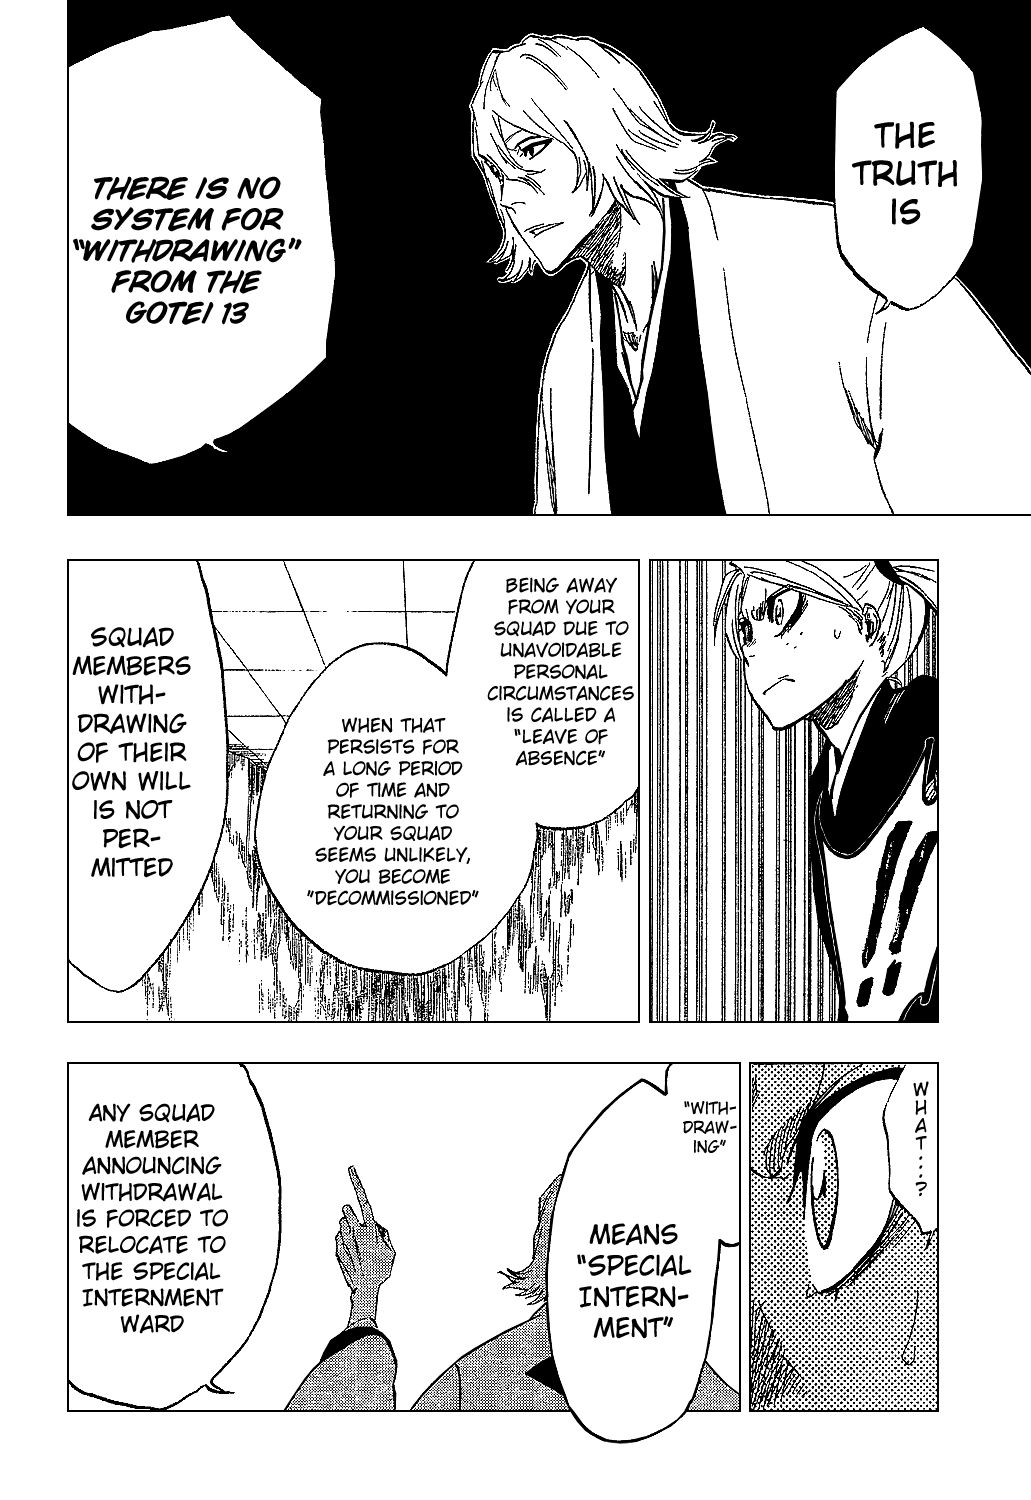 THE
TRUTH
IS
THERE IS NO
SYSTEM FOR
"WITHDRAWING"
FROM THE
GOTEI 13
BEING AWAY
FROM YOUR
SQUAD DUE TO
UNAVOIDABLE
PERSONAL
CIRCUMSTANCES
IS CALLED A
"LEAVE OF
ABSENCE"
WHEN THAT
PERSISTS FOR
A LONG PERIOD
OF TIME AND
RETURNING TO
YOUR SQUAD
SEEMS UNLIKELY,
YOU BECOME
"DECOMMISSIONED"
SQUAD
MEMBERS
WITH-
DRAWING
OF THEIR
OWN WILL
IS NOT
PER-
MITTED
WHAT...?
"WITH-
DRAW-
ING"
MEANS
"SPECIAL
INTERN-
MENT"
ANY SQUAD
MEMBER
ANNOUNCING
WITHDRAWAL
IS FORCED TO
RELOCATE TO
THE SPECIAL
INTERNMENT
WARD